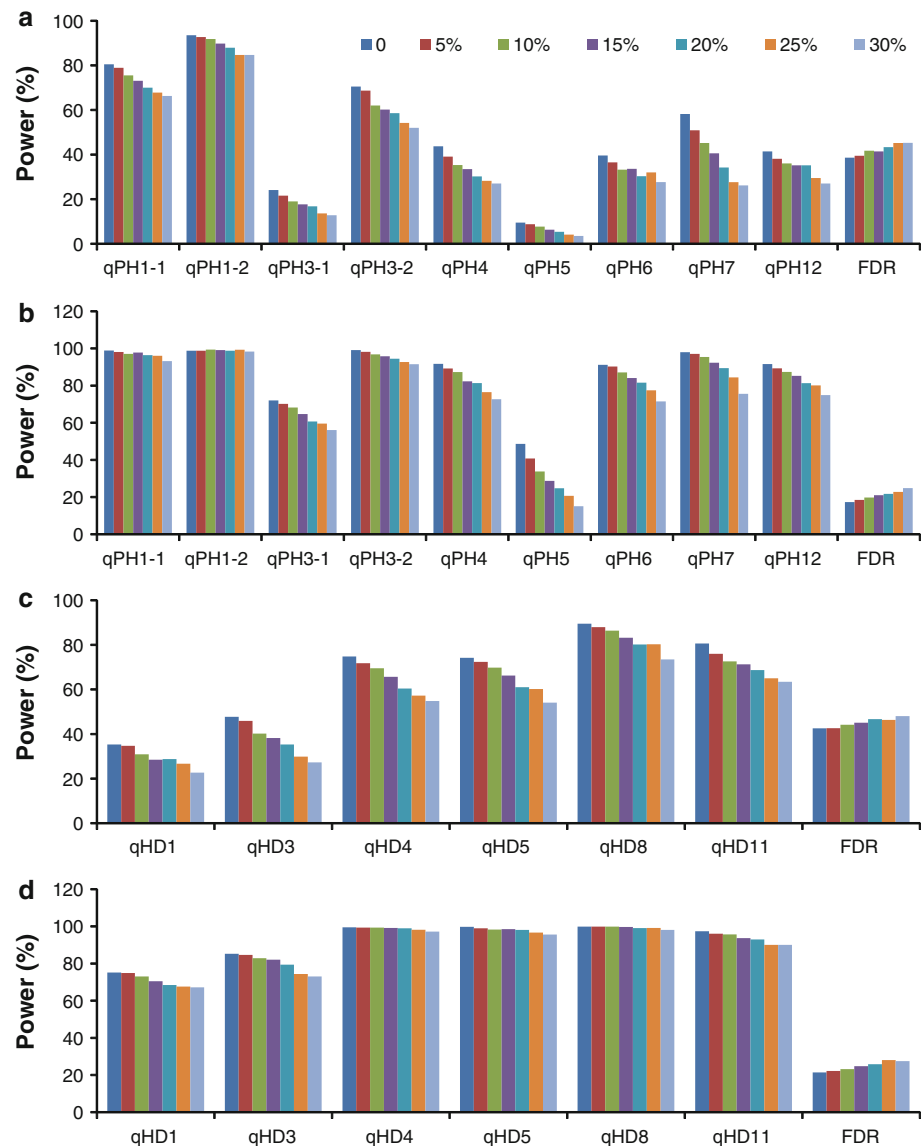 a
0 5% 10% 15% 20% 25% 30%
Power (%)
100
80
60
40
20
0
qPH1-1 qPH1-2 qPH3-1 qPH3-2 qPH4 qPH5 qPH6 qPH7 qPH12 FDR
b
Power (%)
120
100
80
60
40
20
0
qPH1-1 qPH1-2 qPH3-1 qPH3-2 qPH4 qPH5 qPH6 qPH7 qPH12 FDR
c
Power (%)
100
80
60
40
20
0
qHD1 qHD3 qHD4 qHD5 qHD8 qHD11 FDR
d
Power (%)
120
100
80
60
40
20
0
qHD1 qHD3 qHD4 qHD5 qHD8 qHD11 FDR